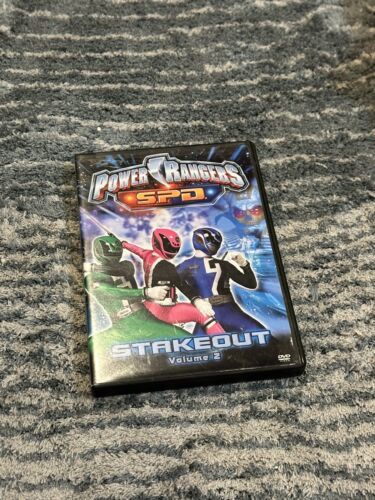 POWER RANGERS
S.P.D.
STAKEOUT
Volume 2
DVD